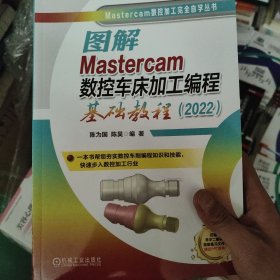 Mastercam数控加工完全自学丛书
图解
Mastercam
数控车床加工编程
基础教程(2022)
陈为国 陈昊◎编著
一本书帮您夯实数控车削编程知识和技能,
快速步入数控加工行业
机械工业出版社